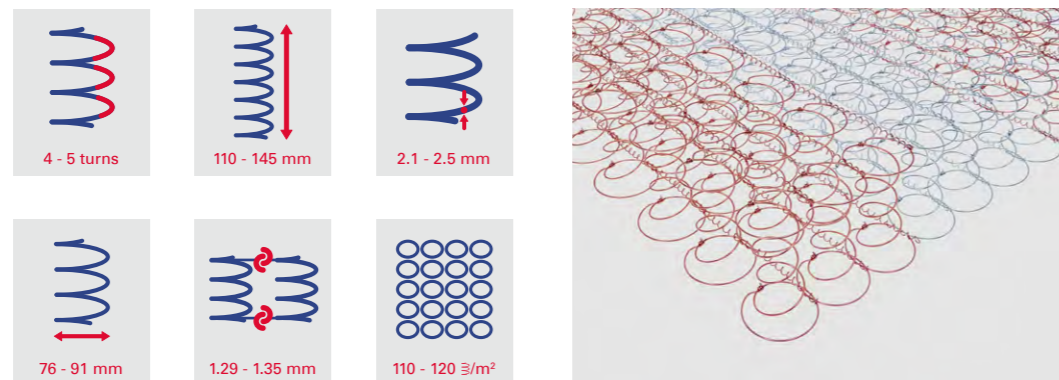 4 - 5 turns
110 - 145 mm
2.1 - 2.5 mm
76 - 91 mm
1.29 - 1.35 mm
110 - 120 /m²